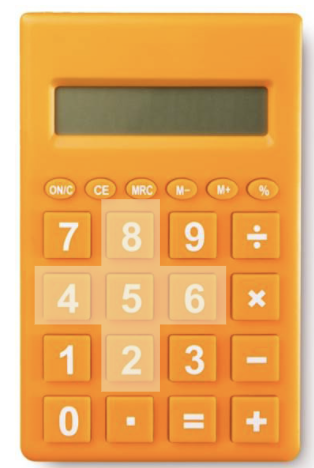 ON/C CE MRC M− M+ %
7 8 9 ÷
4 5 6 ×
1 2 3 −
0 . = +